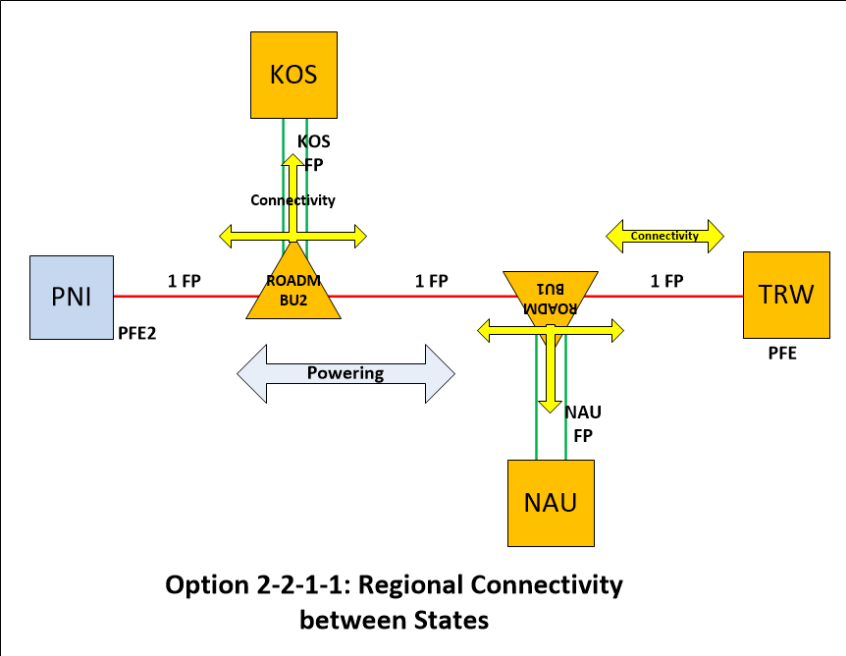 KOS
KOS
FP
Connectivity
Connectivity
PNI
1 FP
ROADM
BU2
1 FP
ROADM
BU1
1 FP
TRW
PFE2
PFE
Powering
NAU
FP
NAU
Option 2-2-1-1: Regional Connectivity
between States